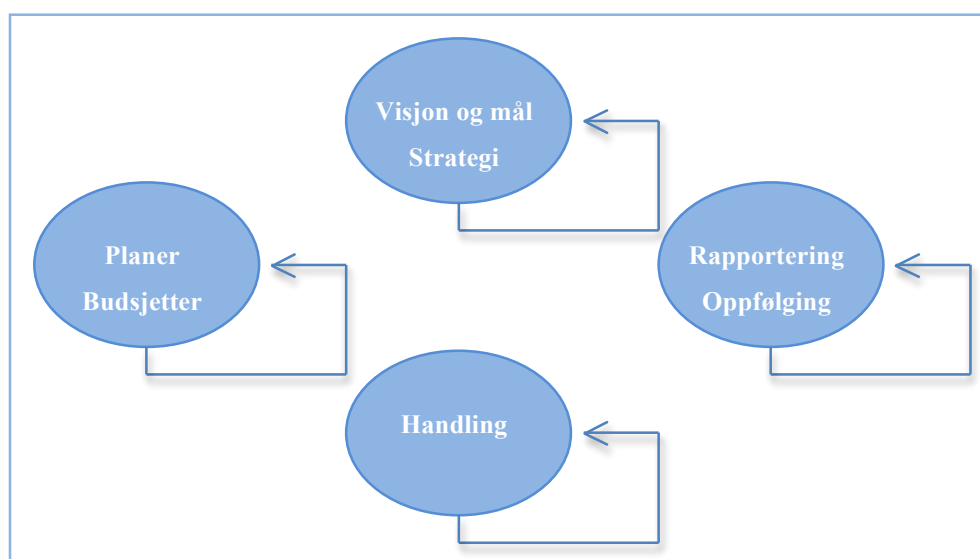 Visjon og mål
Strategi
Planer
Budsjetter
Rapportering
Oppfølging
Handling